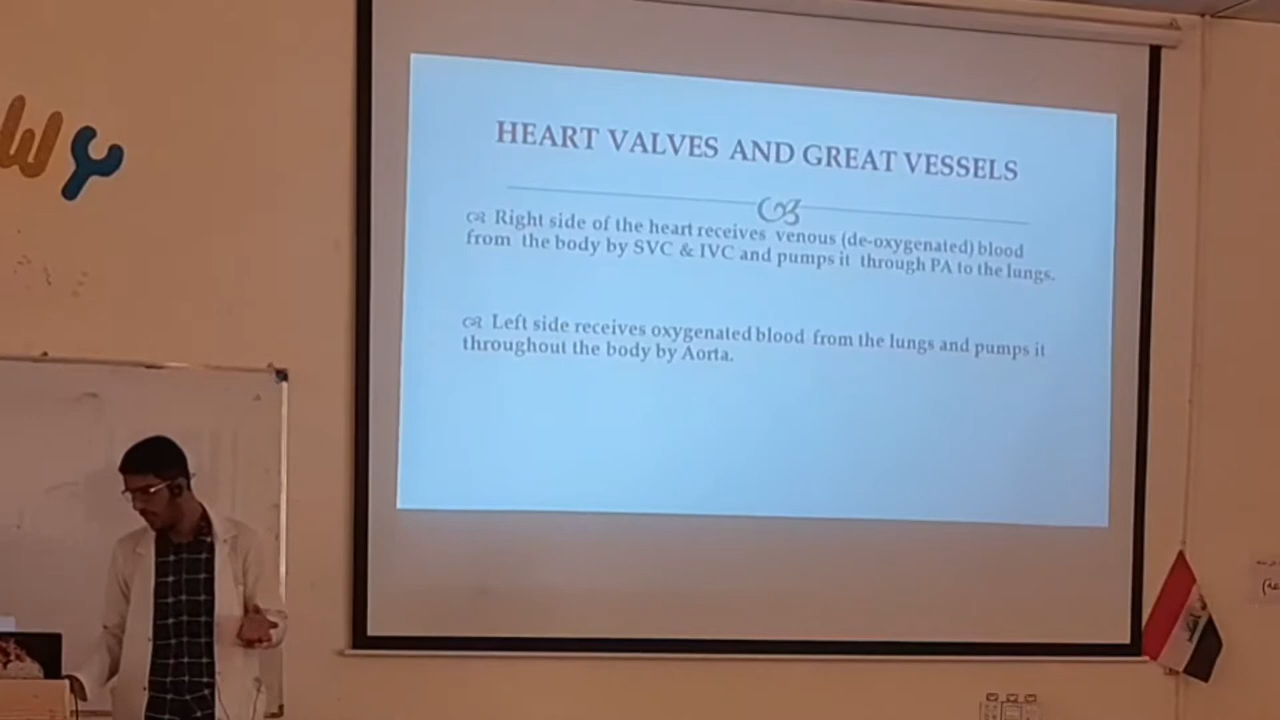 HEART VALVES AND GREAT VESSELS
Right side of the heart receives venous (de-oxygenated) blood
from the body by SVC & IVC and pumps it through PA to the lungs.
Left side receives oxygenated blood from the lungs and pumps it
throughout the body by Aorta.